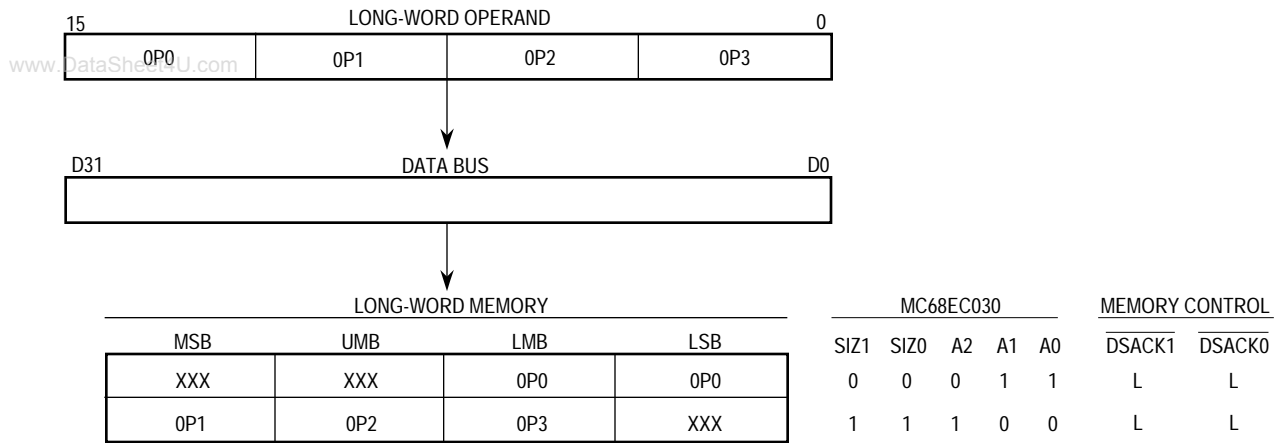 LONG-WORD OPERAND
15 0
0P0 0P1 0P2 0P3
www.DataSheet4U.com
D31 DATA BUS D0
LONG-WORD MEMORY MC68EC030 MEMORY CONTROL
MSB UMB LMB LSB SIZ1 SIZ0 A2 A1 A0 DSACK1 DSACK0
XXX XXX 0P0 0P0 0 0 0 1 1 L L
0P1 0P2 0P3 XXX 1 1 1 0 0 L L